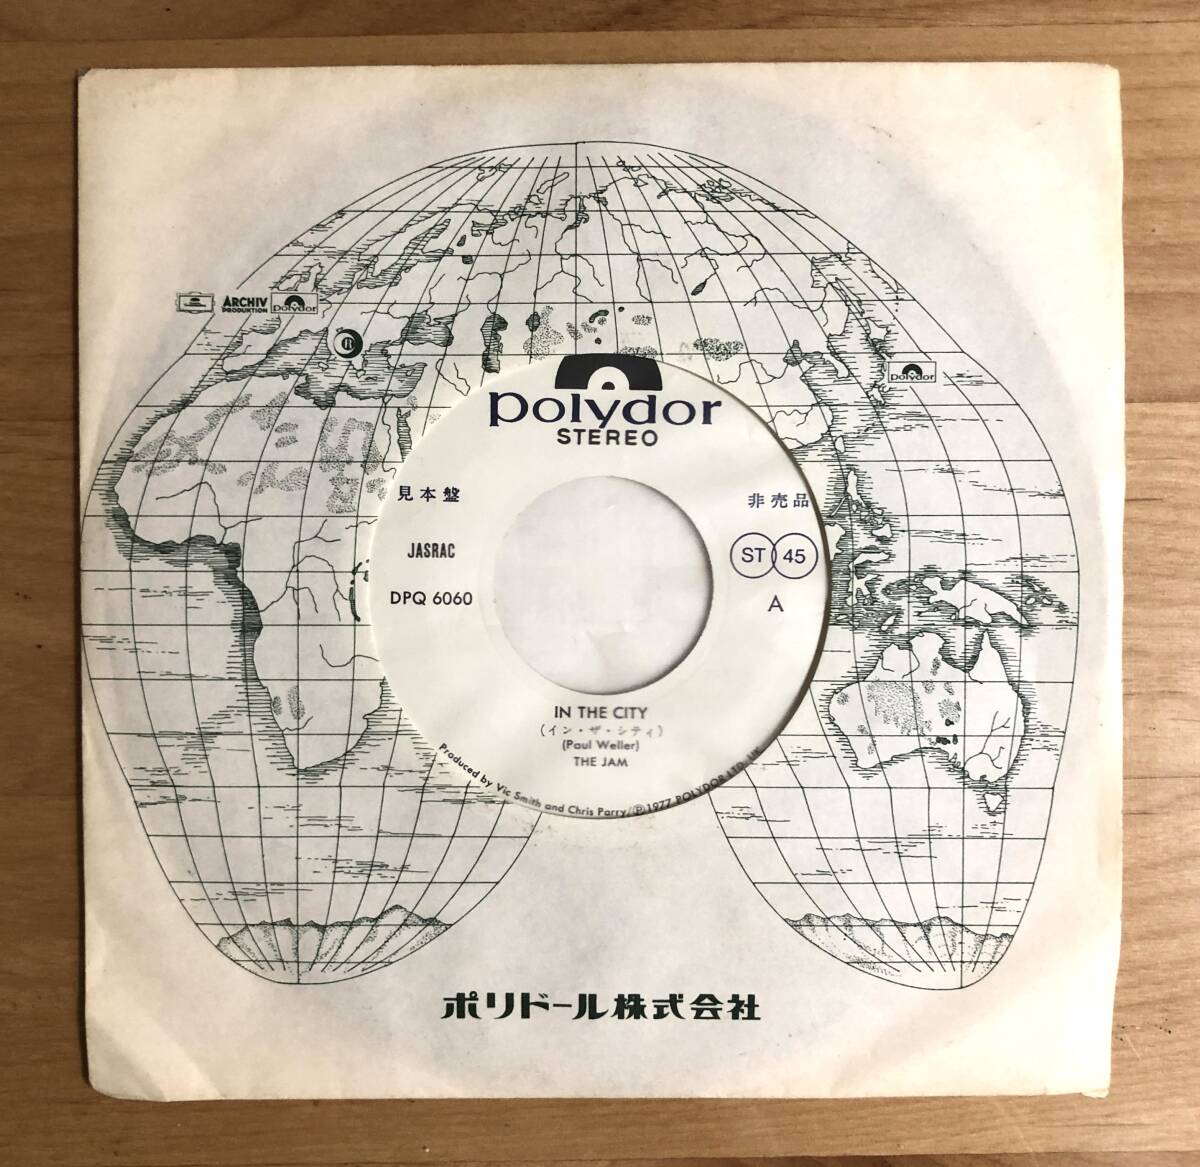 ARCHIV
PRODUKTION
Polydor
Polydor
Polydor
STEREO
見本盤
非売品
JASRAC
ST 45
DPQ 6060
A
IN THE CITY
(イン・ザ・シティ)
(Paul Weller)
THE JAM
Produced by Vic Smith and Chris Parry/Ⓟ1977 POLYDOR LTD. UK
ポリドール株式会社